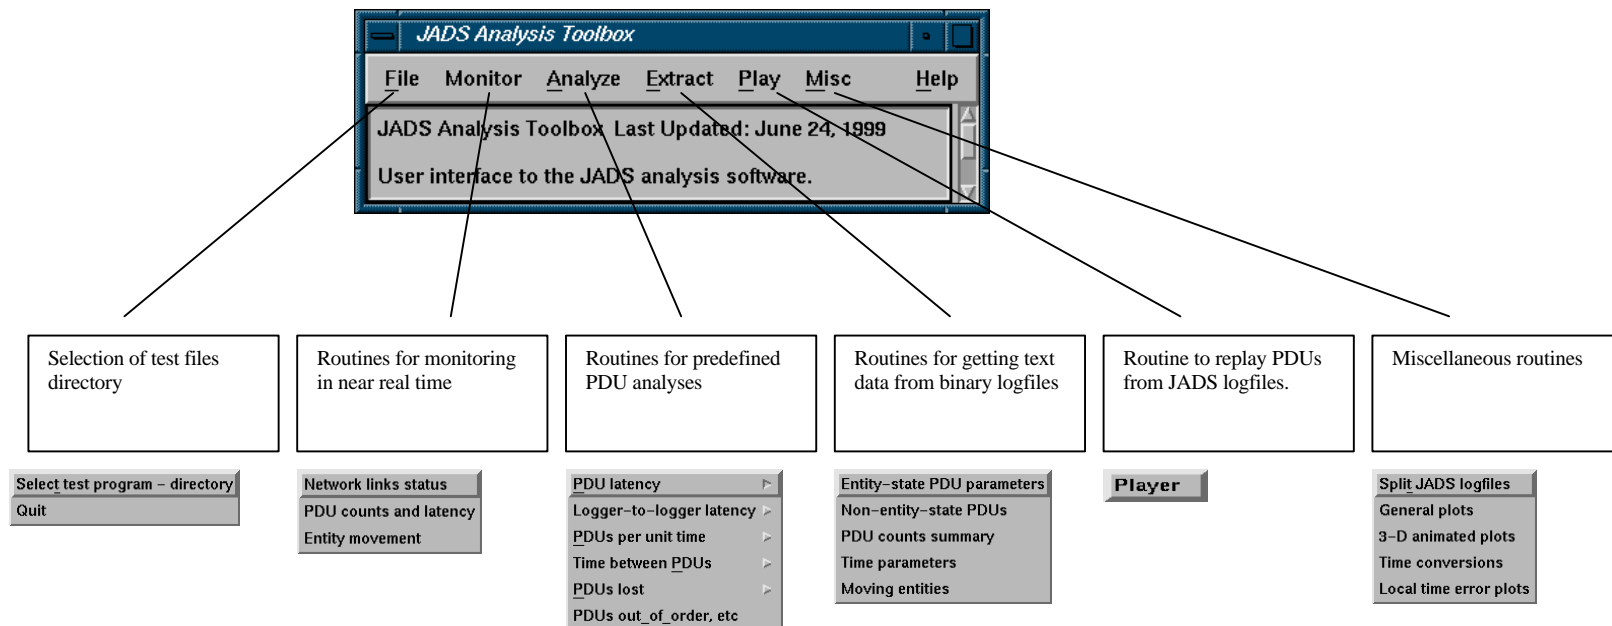 JADS Analysis Toolbox
File Monitor Analyze Extract Play Misc Help
JADS Analysis Toolbox Last Updated: June 24, 1999
User interface to the JADS analysis software.
Selection of test files
directory
Routines for monitoring
in near real time
Routines for predefined
PDU analyses
Routines for getting text
data from binary logfiles
Routine to replay PDUs
from JADS logfiles.
Miscellaneous routines
Select test program - directory
Quit
Network links status
PDU counts and latency
Entity movement
PDU latency
Logger-to-logger latency
PDUs per unit time
Time between PDUs
PDUs lost
PDUs out_of_order, etc
Entity-state PDU parameters
Non-entity-state PDUs
PDU counts summary
Time parameters
Moving entities
Player
Split JADS logfiles
General plots
3-D animated plots
Time conversions
Local time error plots